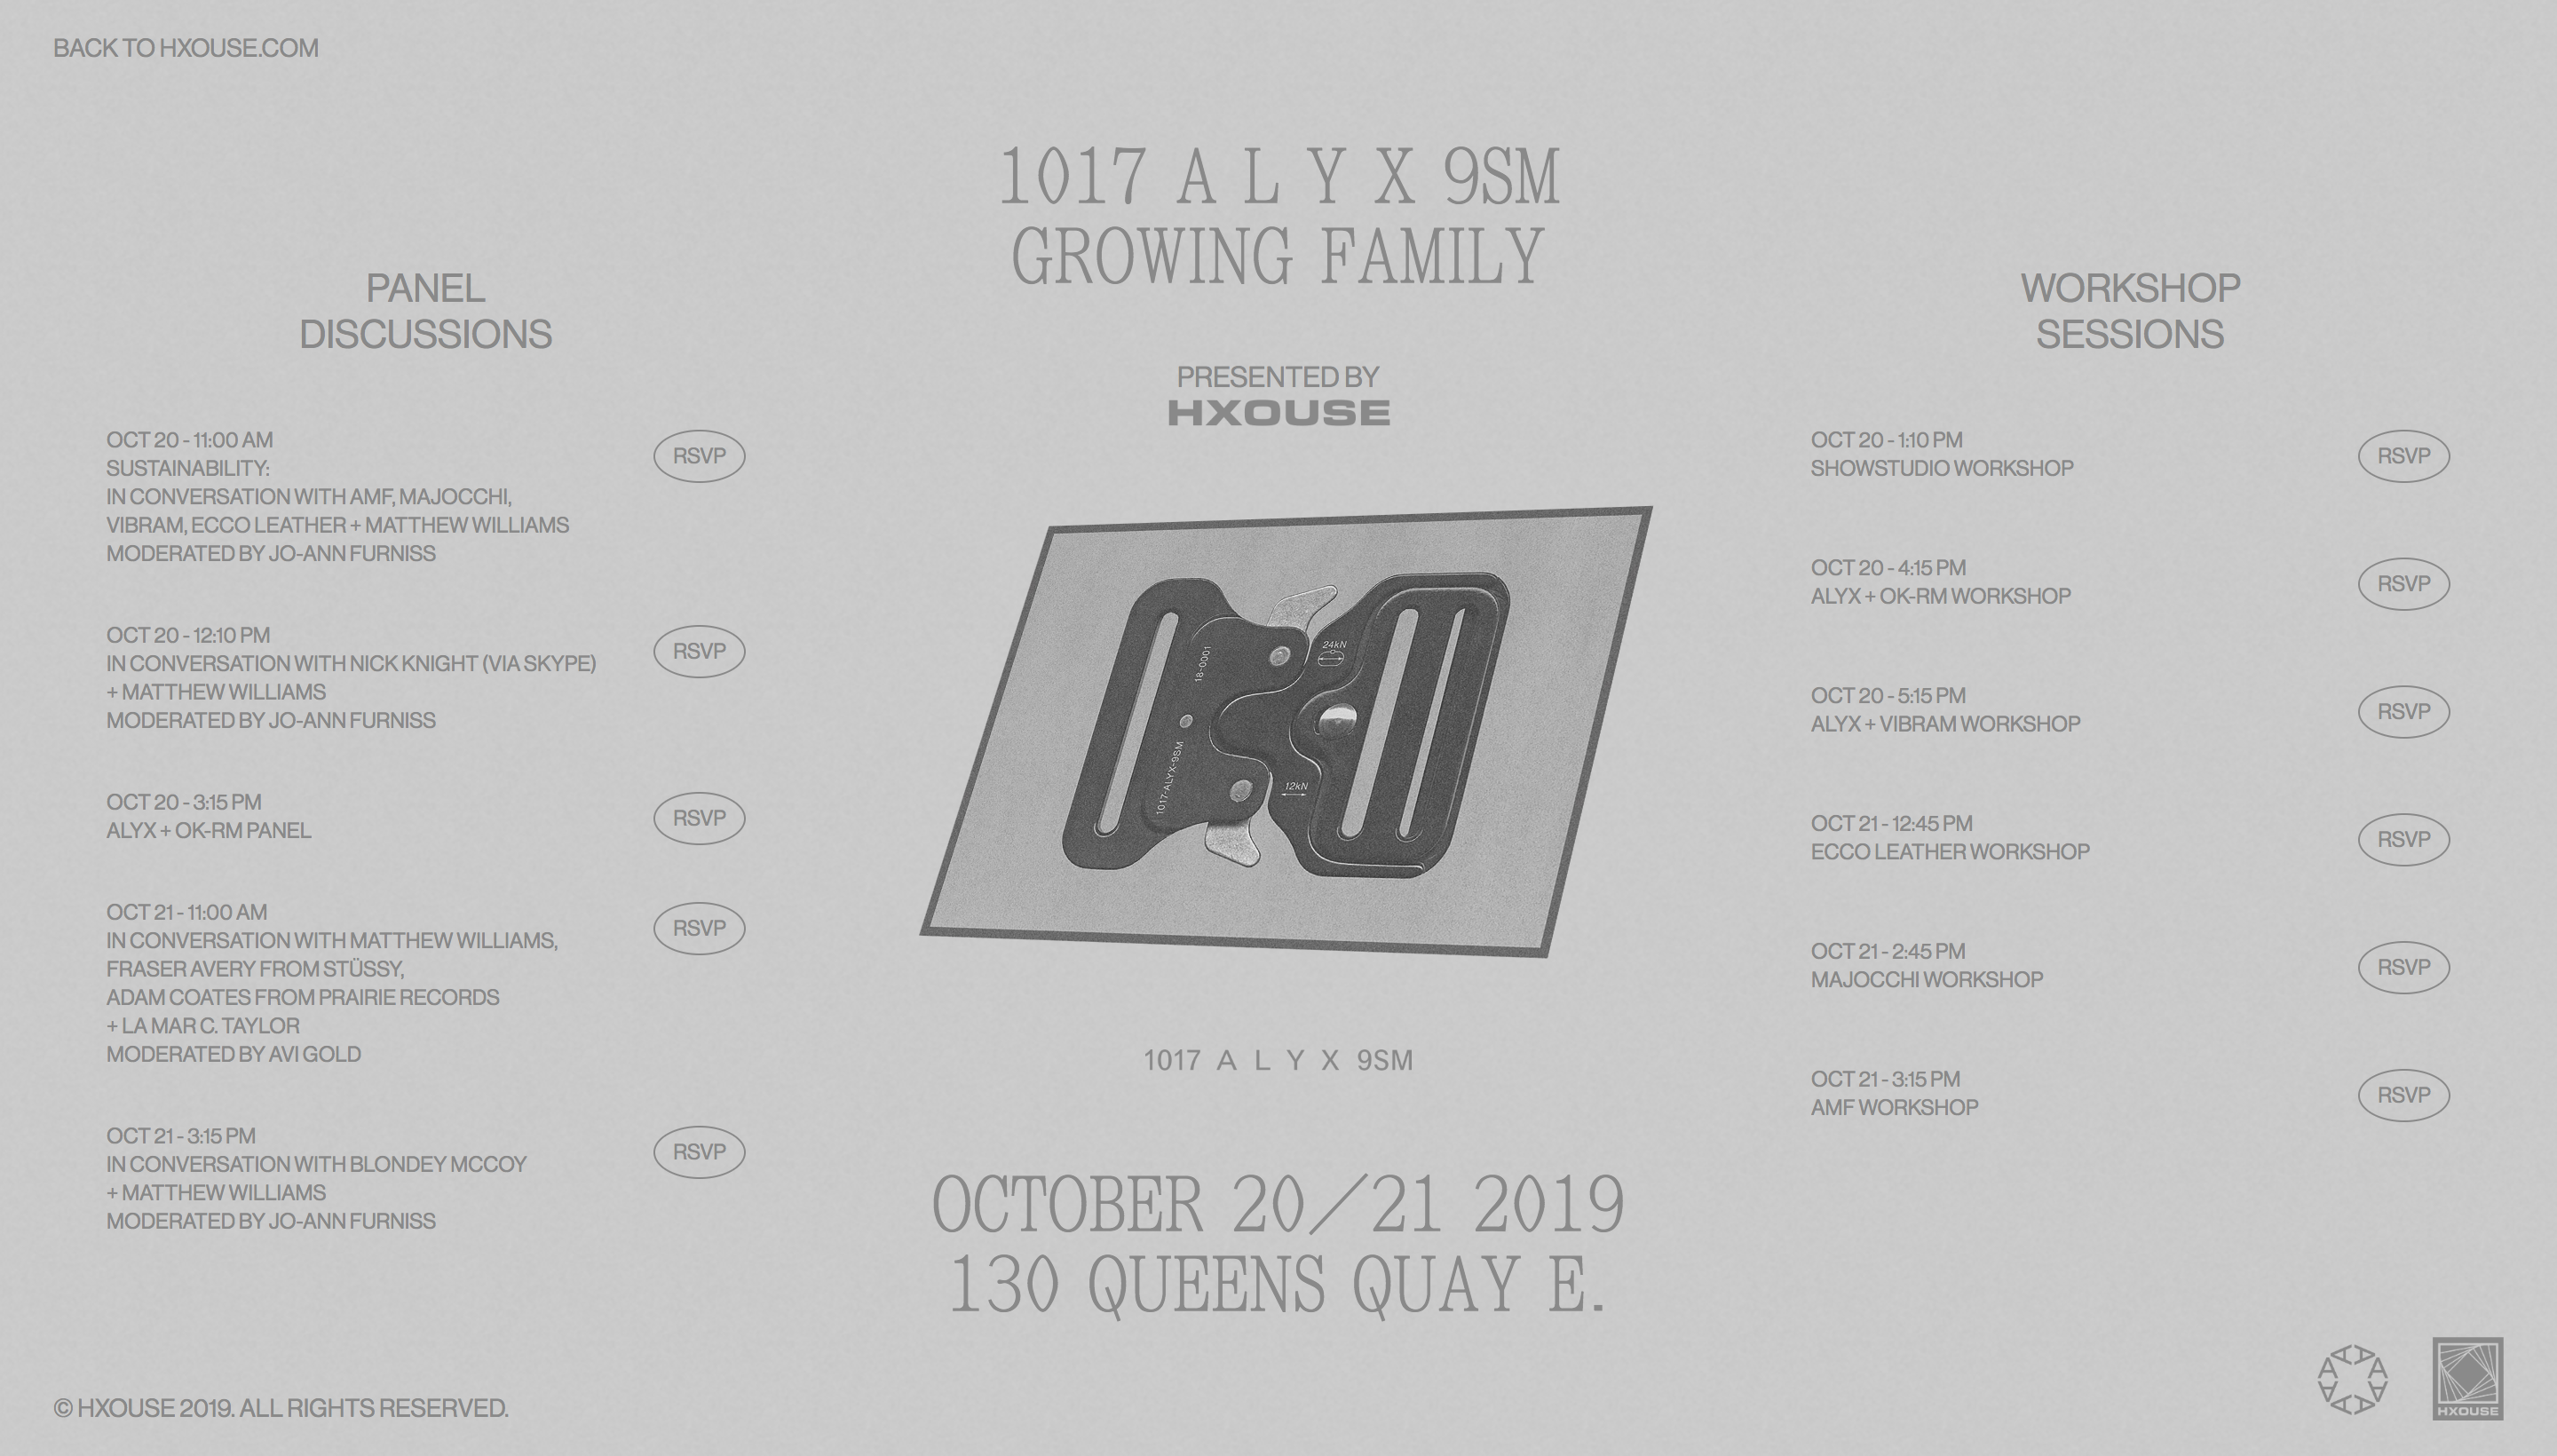 BACK TO HXOUSE.COM
1017 A L Y X 9SM
GROWING FAMILY
PRESENTED BY
HXOUSE
PANEL
DISCUSSIONS
OCT 20 - 11:00 AM
SUSTAINABILITY:
IN CONVERSATION WITH AMF, MAJOCCHI,
VIBRAM, ECCO LEATHER + MATTHEW WILLIAMS
MODERATED BY JO-ANN FURNISS
RSVP
OCT 20 - 12:10 PM
IN CONVERSATION WITH NICK KNIGHT (VIA SKYPE)
+ MATTHEW WILLIAMS
MODERATED BY JO-ANN FURNISS
RSVP
OCT 20 - 3:15 PM
ALYX + OK-RM PANEL
RSVP
OCT 21 - 11:00 AM
IN CONVERSATION WITH MATTHEW WILLIAMS,
FRASER AVERY FROM STÜSSY,
ADAM COATES FROM PRAIRIE RECORDS
+ LA MAR C. TAYLOR
MODERATED BY AVI GOLD
RSVP
OCT 21 - 3:15 PM
IN CONVERSATION WITH BLONDEY MCCOY
+ MATTHEW WILLIAMS
MODERATED BY JO-ANN FURNISS
RSVP
18-0001
1017-ALYX-9SM
24kN
12kN
1017 A L Y X 9SM
OCTOBER 20/21 2019
130 QUEENS QUAY E.
WORKSHOP
SESSIONS
OCT 20 - 1:10 PM
SHOWSTUDIO WORKSHOP
RSVP
OCT 20 - 4:15 PM
ALYX + OK-RM WORKSHOP
RSVP
OCT 20 - 5:15 PM
ALYX + VIBRAM WORKSHOP
RSVP
OCT 21 - 12:45 PM
ECCO LEATHER WORKSHOP
RSVP
OCT 21 - 2:45 PM
MAJOCCHI WORKSHOP
RSVP
OCT 21 - 3:15 PM
AMF WORKSHOP
RSVP
© HXOUSE 2019. ALL RIGHTS RESERVED.
AAAAAAAA
HXOUSE